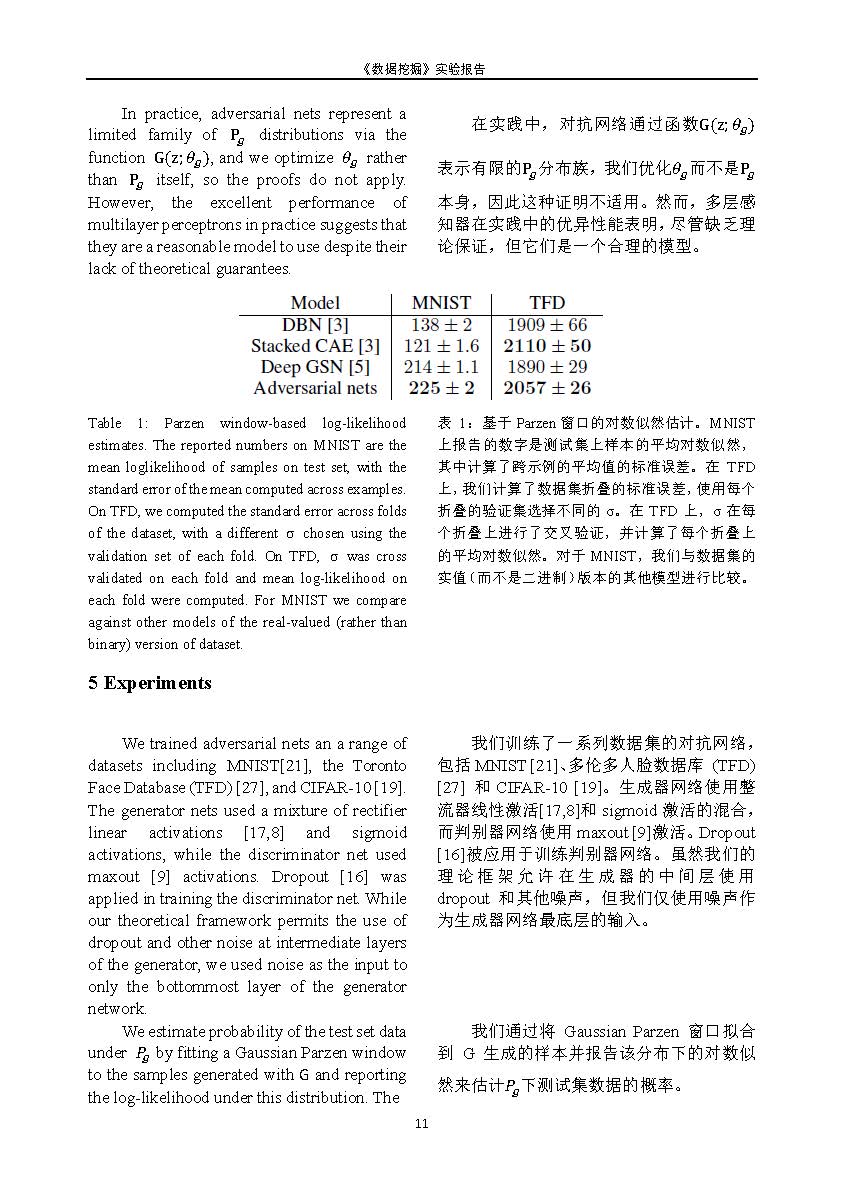 《数据挖掘》实验报告
In practice, adversarial nets represent a
limited family of P_g distributions via the
function G(z; θ_g), and we optimize θ_g rather
than P_g itself, so the proofs do not apply.
However, the excellent performance of
multilayer perceptrons in practice suggests that
they are a reasonable model to use despite their
lack of theoretical guarantees.
在实践中，对抗网络通过函数G(z; θ_g)
表示有限的P_g分布族，我们优化θ_g而不是P_g
本身，因此这种证明不适用。然而，多层感
知器在实践中的优异性能表明，尽管缺乏理
论保证，但它们是一个合理的模型。
Model MNIST TFD
DBN [3] 138 ± 2 1909 ± 66
Stacked CAE [3] 121 ± 1.6 2110 ± 50
Deep GSN [5] 214 ± 1.1 1890 ± 29
Adversarial nets 225 ± 2 2057 ± 26
Table 1: Parzen window-based log-likelihood
estimates. The reported numbers on MNIST are the
mean loglikelihood of samples on test set, with the
standard error of the mean computed across examples.
On TFD, we computed the standard error across folds
of the dataset, with a different σ chosen using the
validation set of each fold. On TFD, σ was cross
validated on each fold and mean log-likelihood on
each fold were computed. For MNIST we compare
against other models of the real-valued (rather than
binary) version of dataset.
表 1：基于 Parzen 窗口的对数似然估计。MNIST
上报告的数字是测试集上样本的平均对数似然，
其中计算了跨示例的平均值的标准误差。在 TFD
上，我们计算了数据集折叠的标准误差，使用每个
折叠的验证集选择不同的 σ。在 TFD 上，σ 在每
个折叠上进行了交叉验证，并计算了每个折叠上
的平均对数似然。对于 MNIST，我们与数据集的
实值（而不是二进制）版本的其他模型进行比较。
5 Experiments
We trained adversarial nets an a range of
datasets including MNIST[21], the Toronto
Face Database (TFD) [27], and CIFAR-10 [19].
The generator nets used a mixture of rectifier
linear activations [17,8] and sigmoid
activations, while the discriminator net used
maxout [9] activations. Dropout [16] was
applied in training the discriminator net. While
our theoretical framework permits the use of
dropout and other noise at intermediate layers
of the generator, we used noise as the input to
only the bottommost layer of the generator
network.
我们训练了一系列数据集的对抗网络，
包括 MNIST [21]、多伦多人脸数据库 (TFD)
[27] 和 CIFAR-10 [19]。生成器网络使用整
流器线性激活[17,8]和 sigmoid 激活的混合，
而判别器网络使用 maxout [9]激活。Dropout
[16]被应用于训练判别器网络。虽然我们的
理论框架允许在生成器的中间层使用
dropout 和其他噪声，但我们仅使用噪声作
为生成器网络最底层的输入。
We estimate probability of the test set data
under P_g by fitting a Gaussian Parzen window
to the samples generated with G and reporting
the log-likelihood under this distribution. The
我们通过将 Gaussian Parzen 窗口拟合
到 G 生成的样本并报告该分布下的对数似
然来估计P_g下测试集数据的概率。
11